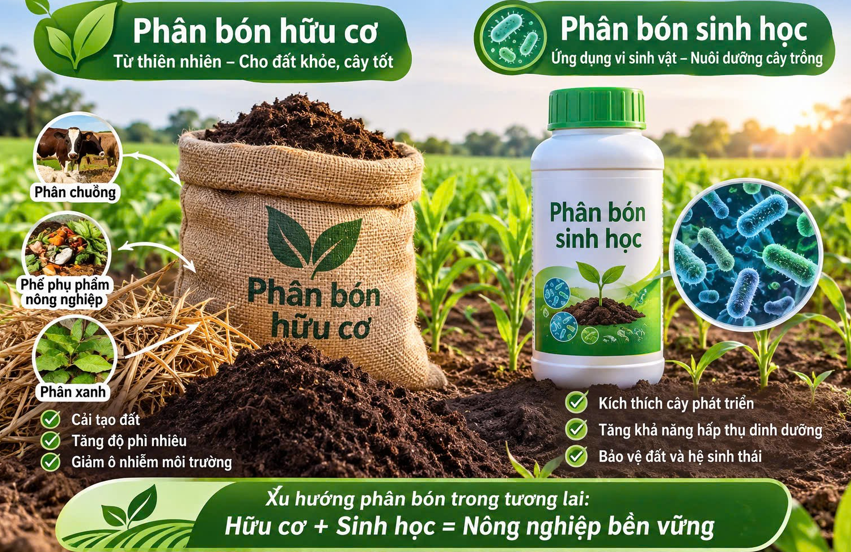 Phân bón hữu cơ
Từ thiên nhiên – Cho đất khỏe, cây tốt
Phân bón sinh học
Ứng dụng vi sinh vật – Nuôi dưỡng cây trồng
Phân chuồng
Phế phụ phẩm
nông nghiệp
Phân xanh
Phân bón
hữu cơ
Phân bón
sinh học
Cải tạo đất
Tăng độ phì nhiêu
Giảm ô nhiễm môi trường
Kích thích cây phát triển
Tăng khả năng hấp thụ dinh dưỡng
Bảo vệ đất và hệ sinh thái
Xu hướng phân bón trong tương lai:
Hữu cơ + Sinh học = Nông nghiệp bền vững